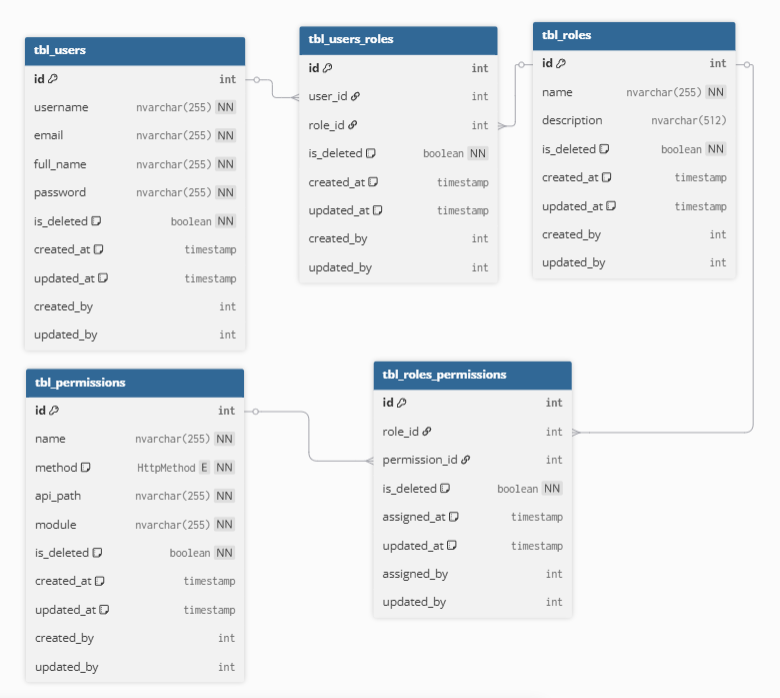 tbl_users
id int
username nvarchar(255) NN
email nvarchar(255) NN
full_name nvarchar(255) NN
password nvarchar(255) NN
is_deleted boolean NN
created_at timestamp
updated_at timestamp
created_by int
updated_by int
tbl_users_roles
id int
user_id int
role_id int
is_deleted boolean NN
created_at timestamp
updated_at timestamp
created_by int
updated_by int
tbl_roles
id int
name nvarchar(255) NN
description nvarchar(512)
is_deleted boolean NN
created_at timestamp
updated_at timestamp
created_by int
updated_by int
tbl_permissions
id int
name nvarchar(255) NN
method HttpMethod E NN
api_path nvarchar(255) NN
module nvarchar(255) NN
is_deleted boolean NN
created_at timestamp
updated_at timestamp
created_by int
updated_by int
tbl_roles_permissions
id int
role_id int
permission_id int
is_deleted boolean NN
assigned_at timestamp
updated_at timestamp
assigned_by int
updated_by int